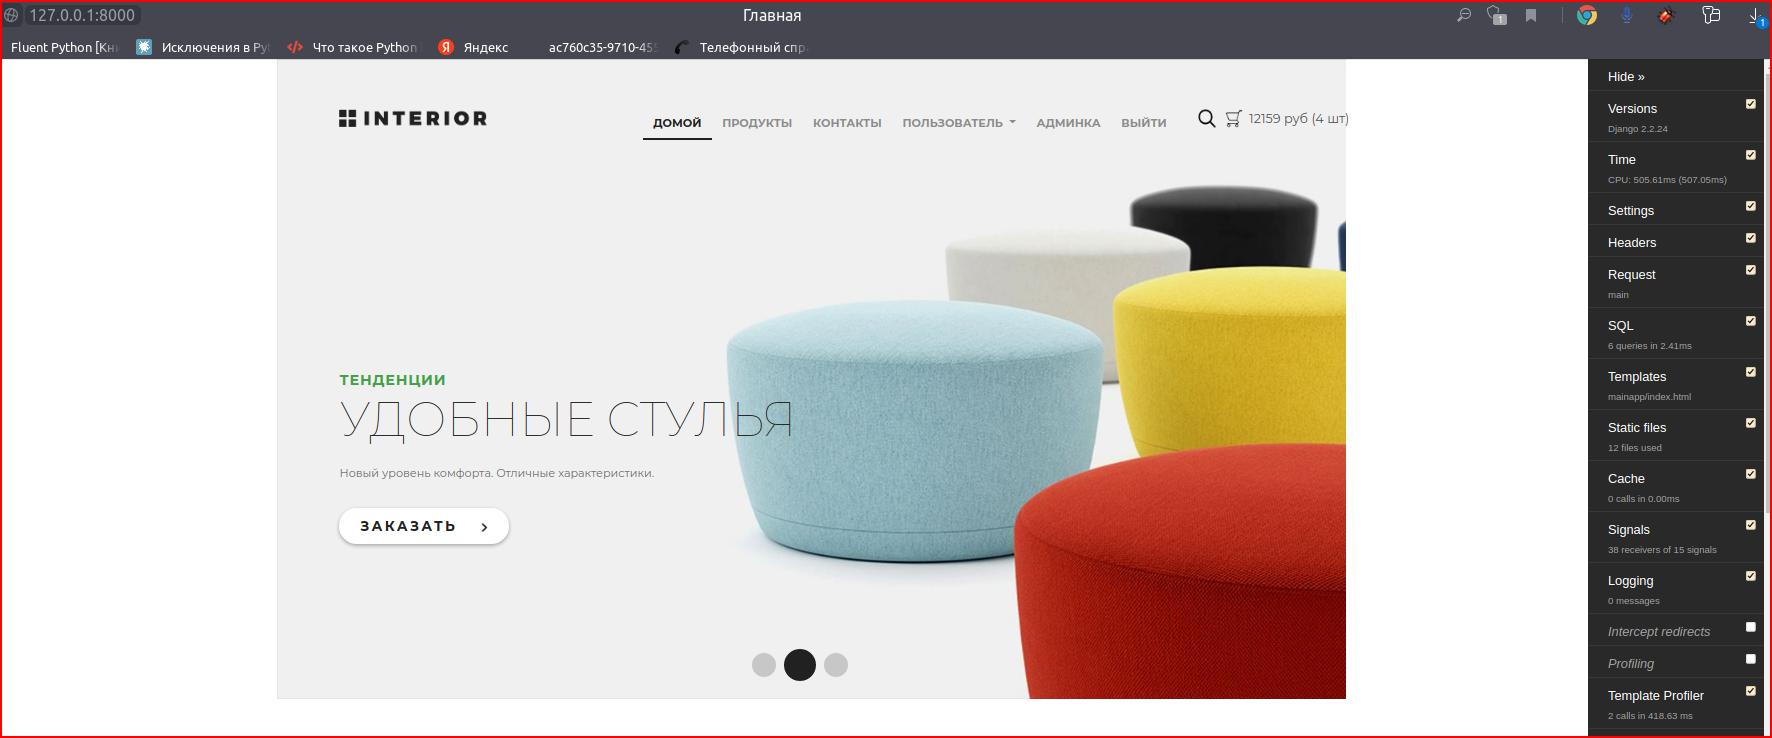 127.0.0.1:8000
Главная
1
1
Fluent Python [Кн
Исключения в Py
Что такое Python
Я Яндекс
ac760c35-9710-45
Телефонный спр
INTERIOR
ДОМОЙ ПРОДУКТЫ КОНТАКТЫ ПОЛЬЗОВАТЕЛЬ АДМИНКА ВЫЙТИ
12159 руб (4 шт)
ТЕНДЕНЦИИ
УДОБНЫЕ СТУЛЬЯ
Новый уровень комфорта. Отличные характеристики.
ЗАКАЗАТЬ
Hide »
Versions
Django 2.2.24
Time
CPU: 505.61ms (507.05ms)
Settings
Headers
Request
main
SQL
6 queries in 2.41ms
Templates
mainapp/index.html
Static files
12 files used
Cache
0 calls in 0.00ms
Signals
38 receivers of 15 signals
Logging
0 messages
Intercept redirects
Profiling
Template Profiler
2 calls in 418.63 ms